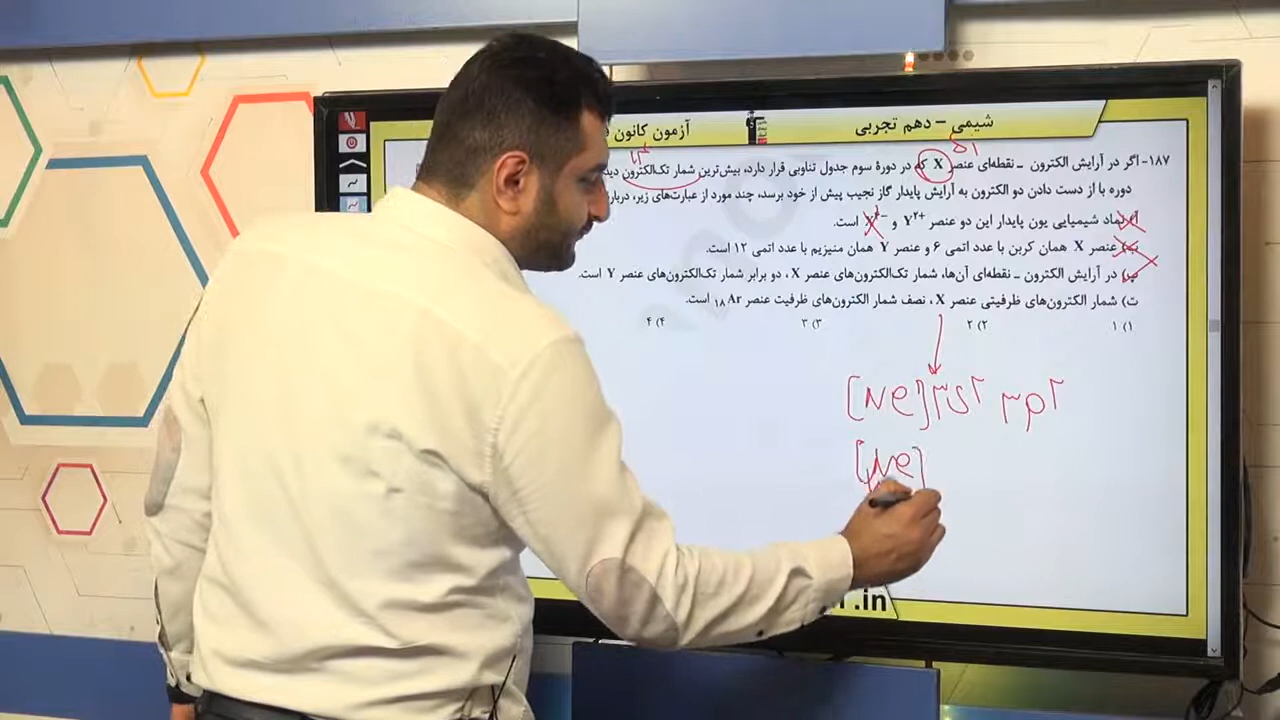 شیمی - دهم تجربی
آزمون کانون
Si
۱۴
۱۸۷- اگر در آرایش الکترون ـ نقطه‌ای عنصر X که در دورهٔ سوم جدول تناوبی قرار دارد، بیش‌ترین شمار تک‌الکترون
دوره با از دست دادن دو الکترون به آرایش پایدار گاز نجیب پیش از خود برسد، چند مورد از عبارت‌های زیر،
نماد شیمیایی یون پایدار این دو عنصر Y²⁺ و X⁴⁻ است.
ب) عنصر X همان کربن با عدد اتمی ۶ و عنصر Y همان منیزیم با عدد اتمی ۱۲ است.
پ) در آرایش الکترون ـ نقطه‌ای آن‌ها، شمار تک‌الکترون‌های عنصر X، دو برابر شمار تک‌الکترون‌های عنصر Y است.
ت) شمار الکترون‌های ظرفیتی عنصر X، نصف شمار الکترون‌های ظرفیت عنصر ₁₈Ar است.
۱) ۱
۲) ۲
۳) ۳
۴) ۴
[Ne] ۳s۲ ۳p۲
[Ne]
.in